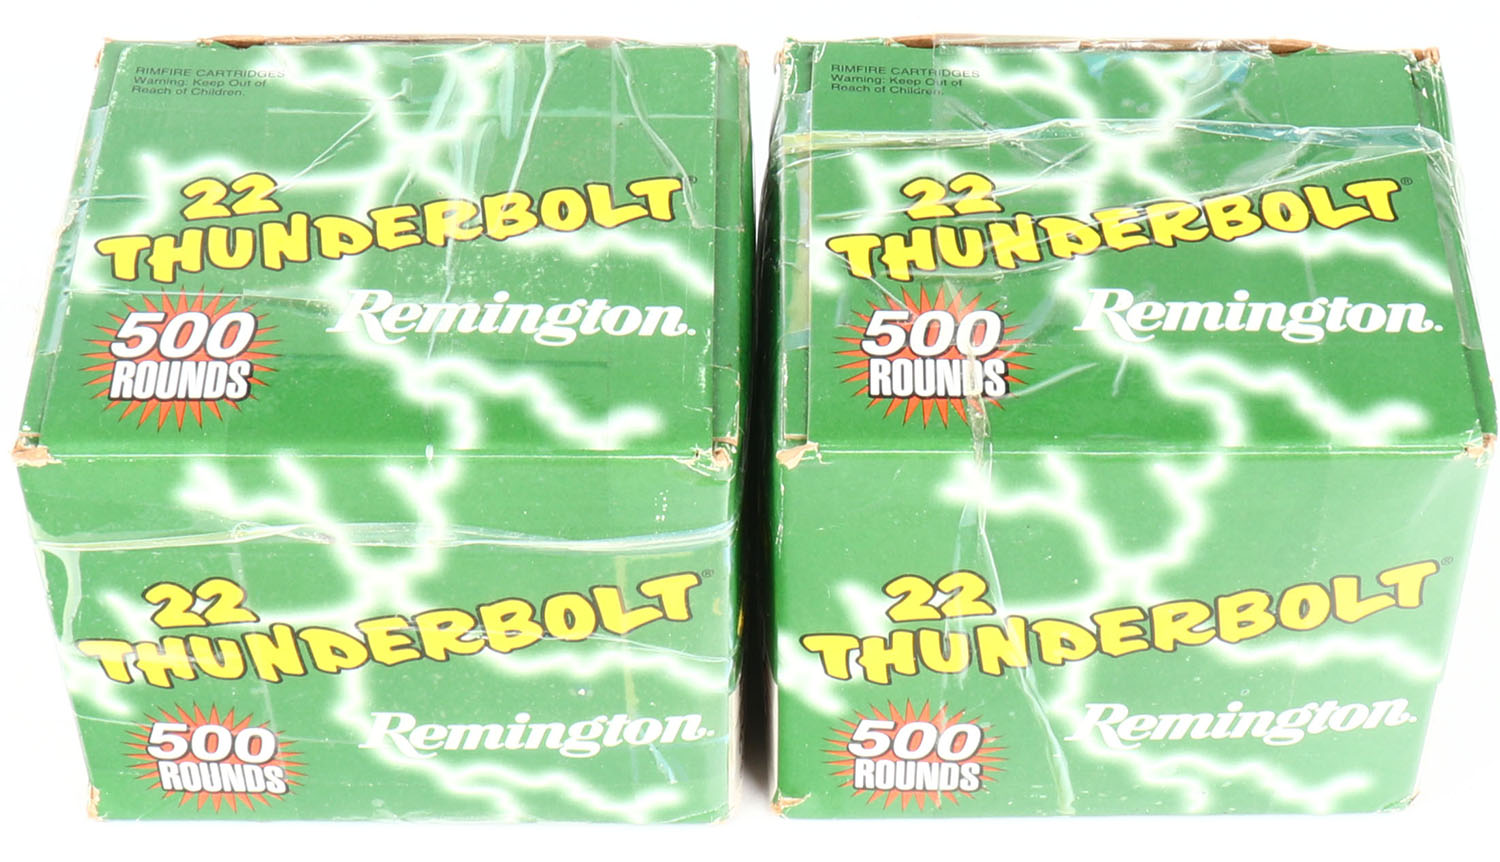 RIMFIRE CARTRIDGES
Warning: Keep Out of
Reach of Children.
22
THUNDERBOLT®
500
ROUNDS
Remington.
22
THUNDERBOLT®
500
ROUNDS
Remington.
RIMFIRE CARTRIDGES
Warning: Keep Out of
Reach of Children.
22
THUNDERBOLT®
500
ROUNDS
Remington.
22
THUNDERBOLT®
500
ROUNDS
Remington.